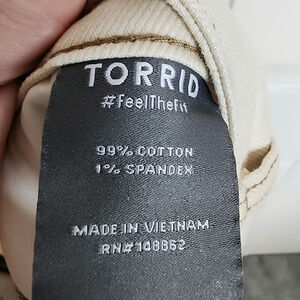 TORRID
#FeelTheFit
99% COTTON
1% SPANDEX
MADE IN VIETNAM
RN#148862